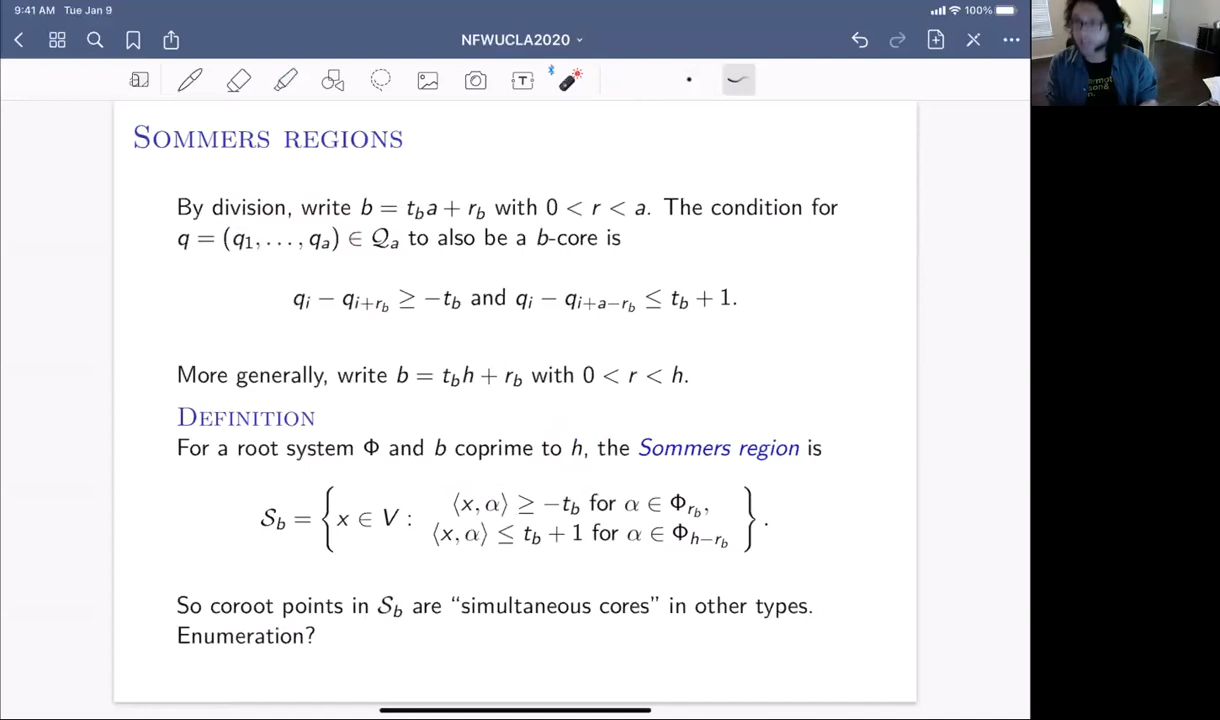 9:41 AM Tue Jan 9
100%
NFWUCLA2020
SOMMERS REGIONS
By division, write b = t_b a + r_b with 0 < r < a. The condition for
q = (q_1, . . . , q_a) ∈ Q_a to also be a b-core is
q_i − q_{i+r_b} ≥ −t_b and q_i − q_{i+a−r_b} ≤ t_b + 1.
More generally, write b = t_b h + r_b with 0 < r < h.
DEFINITION
For a root system Φ and b coprime to h, the Sommers region is
S_b = { x ∈ V : ⟨x, α⟩ ≥ −t_b for α ∈ Φ_{r_b},
⟨x, α⟩ ≤ t_b + 1 for α ∈ Φ_{h−r_b} } .
So coroot points in S_b are “simultaneous cores” in other types.
Enumeration?